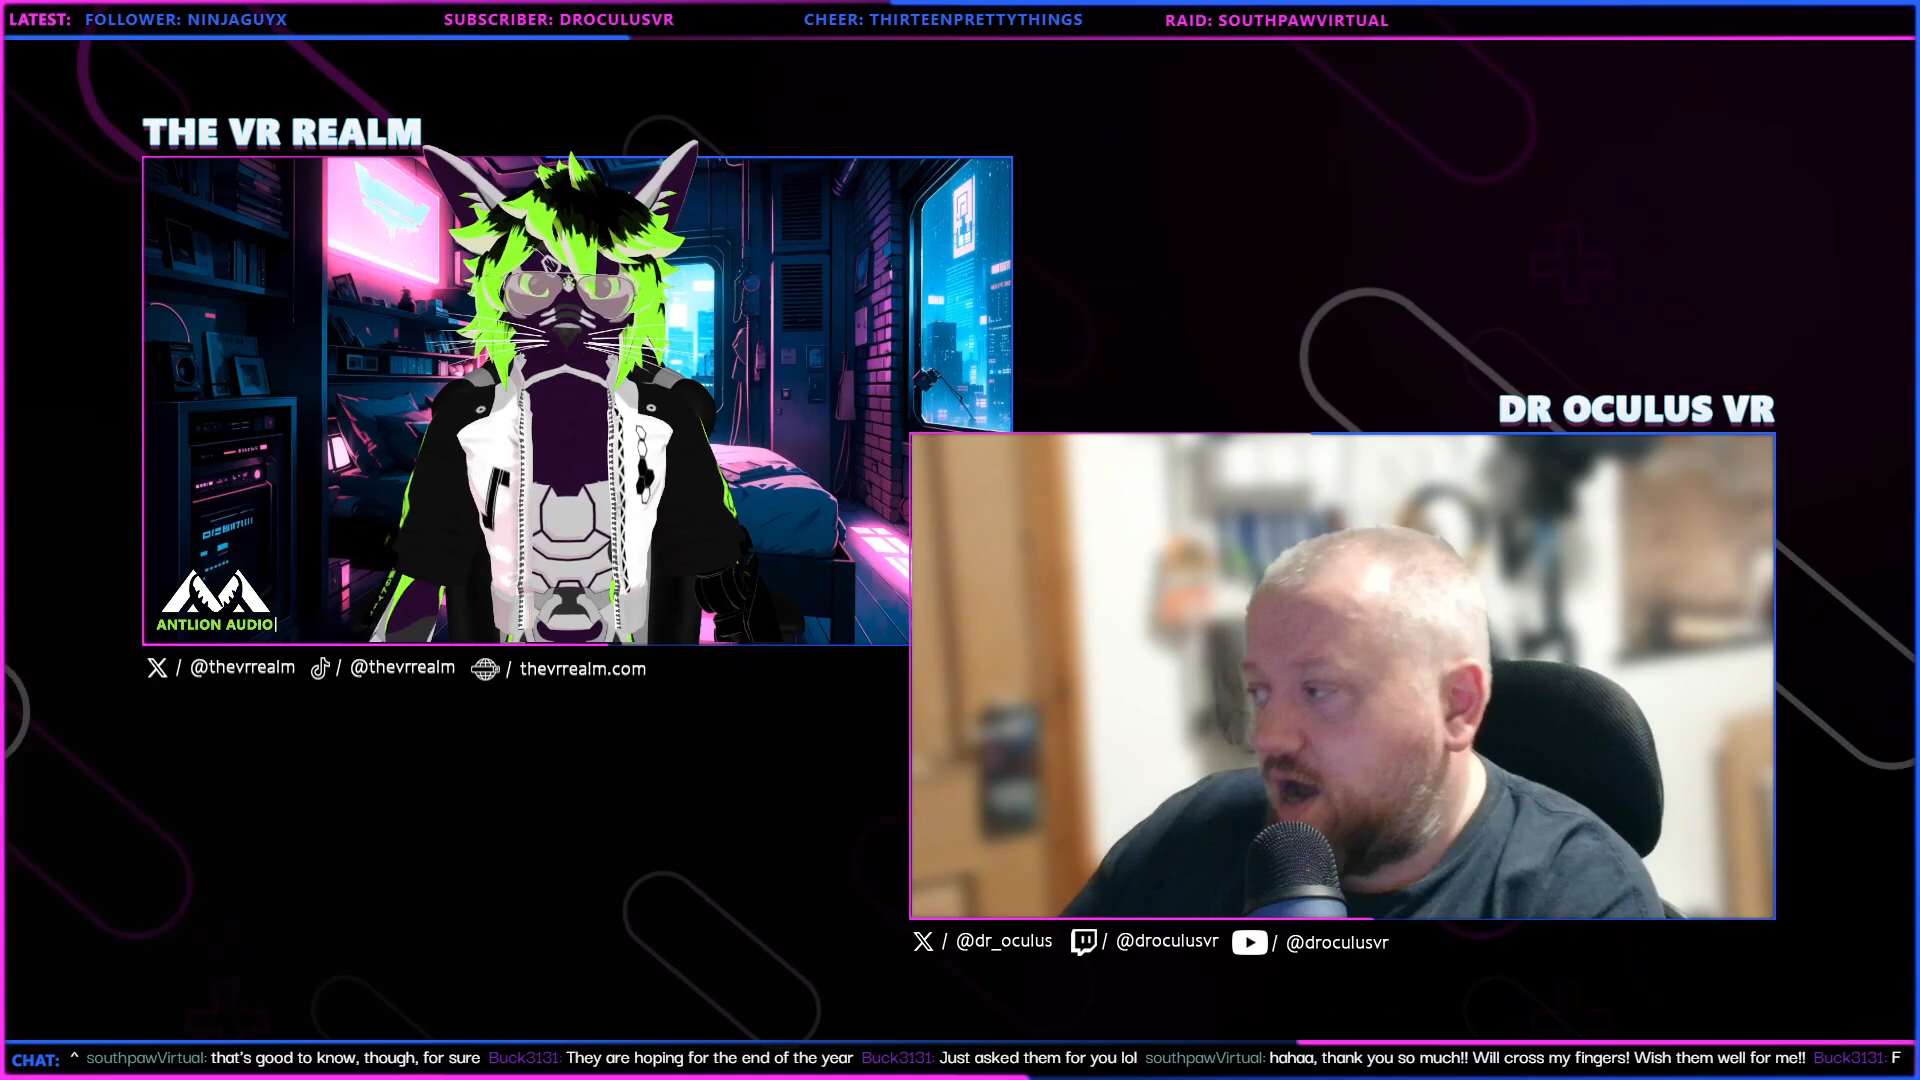 LATEST: FOLLOWER: NINJAGUYX SUBSCRIBER: DROCULUSVR CHEER: THIRTEENPRETTYTHINGS RAID: SOUTHPAWVIRTUAL
THE VR REALM
ANTLION AUDIO
X / @thevrrealm / @thevrrealm / thevrrealm.com
DR OCULUS VR
X / @dr_oculus / @droculusvr / @droculusvr
CHAT: ^ southpawVirtual: that's good to know, though, for sure Buck3131: They are hoping for the end of the year Buck3131: Just asked them for you lol southpawVirtual: hahaa, thank you so much!! Will cross my fingers! Wish them well for me!! Buck3131: F